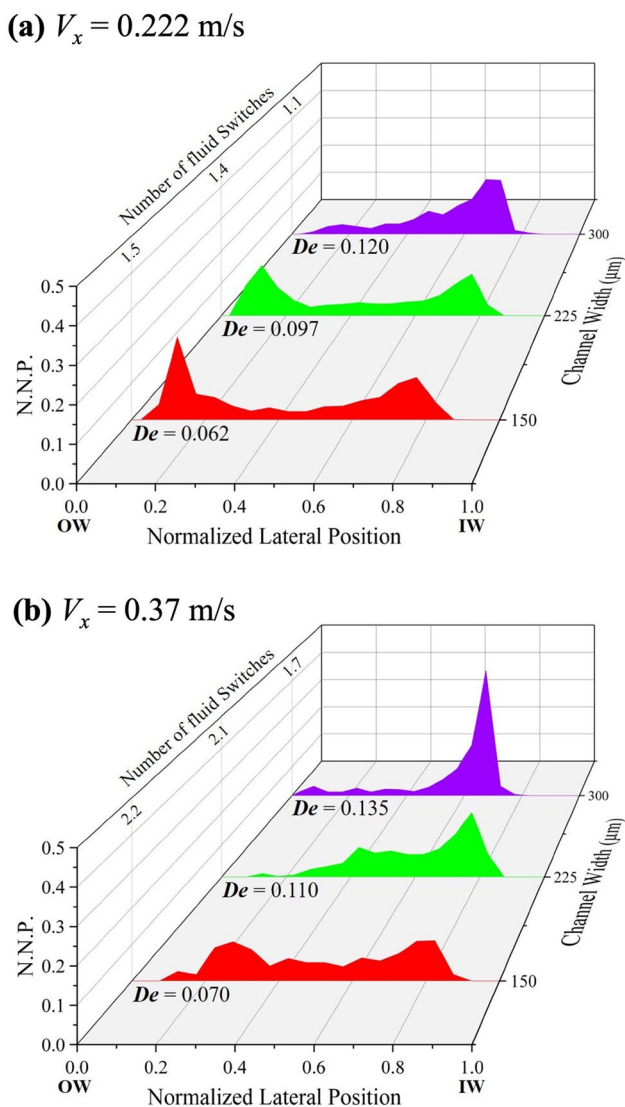 (a) Vx = 0.222 m/s
Number of fluid Switches
1.1
1.4
1.5
De = 0.120
De = 0.097
De = 0.062
300
225
150
Channel Width (μm)
0.5
0.4
0.3
0.2
0.1
0.0
N.N.P.
0.0 0.2 0.4 0.6 0.8 1.0
OW IW
Normalized Lateral Position
(b) Vx = 0.37 m/s
Number of fluid Switches
1.7
2.1
2.2
De = 0.135
De = 0.110
De = 0.070
300
225
150
Channel Width (μm)
0.5
0.4
0.3
0.2
0.1
0.0
N.N.P.
0.0 0.2 0.4 0.6 0.8 1.0
OW IW
Normalized Lateral Position